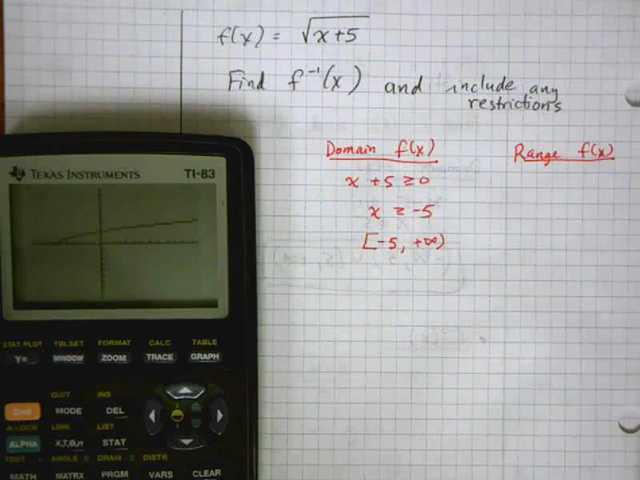 f(x) = √x+5
Find f⁻¹(x) and include any
restrictions
Domain f(x)
Range f(x)
x + 5 ≥ 0
x ≥ -5
[-5, +∞)
TEXAS INSTRUMENTS TI-83
STAT PLOT TBLSET FORMAT CALC TABLE
Y= WINDOW ZOOM TRACE GRAPH
QUIT INS
2nd MODE DEL
A-LOCK LINK LIST
ALPHA X,T,θ,n STAT
TEST ANGLE DRAW DISTR
MATH MATRX PRGM VARS CLEAR